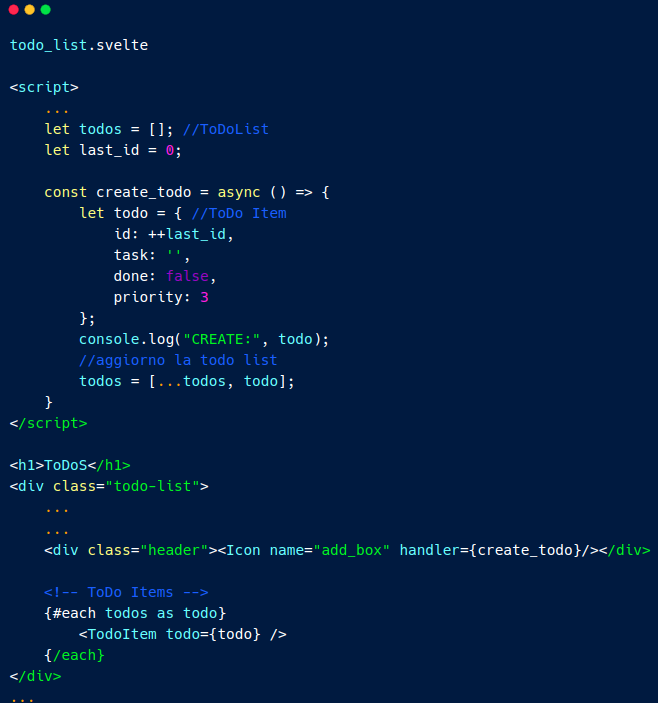 todo_list.svelte
<script>
    ...
    let todos = []; //ToDoList
    let last_id = 0;
    const create_todo = async () => {
        let todo = { //ToDo Item
            id: ++last_id,
            task: '',
            done: false,
            priority: 3
        };
        console.log("CREATE:", todo);
        //aggiorno la todo list
        todos = [...todos, todo];
    }
</script>
<h1>ToDoS</h1>
<div class="todo-list">
    ...
    ...
    <div class="header"><Icon name="add_box" handler={create_todo}/></div>
    <!-- ToDo Items -->
    {#each todos as todo}
        <TodoItem todo={todo} />
    {/each}
</div>
...